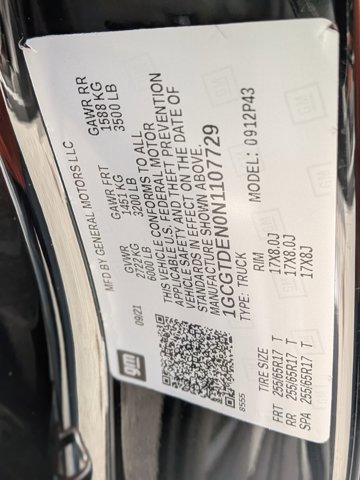 MFD BY GENERAL MOTORS LLC
09/21 GVWR GAWR FRT GAWR RR
2722 KG 1451 KG 1588 KG
6000 LB 3200 LB 3500 LB
THIS VEHICLE CONFORMS TO ALL
APPLICABLE U.S. FEDERAL MOTOR
VEHICLE SAFETY AND THEFT PREVENTION
STANDARDS IN EFFECT ON THE DATE OF
MANUFACTURE SHOWN ABOVE.
1GCGTDEN0N1107729
TYPE: TRUCK MODEL: 0912P43
TIRE SIZE RIM
FRT 255/65R17 T 17X8.0J
RR 255/65R17 T 17X8.0J
SPA 255/65R17 T 17X8J
gm
8555
GM